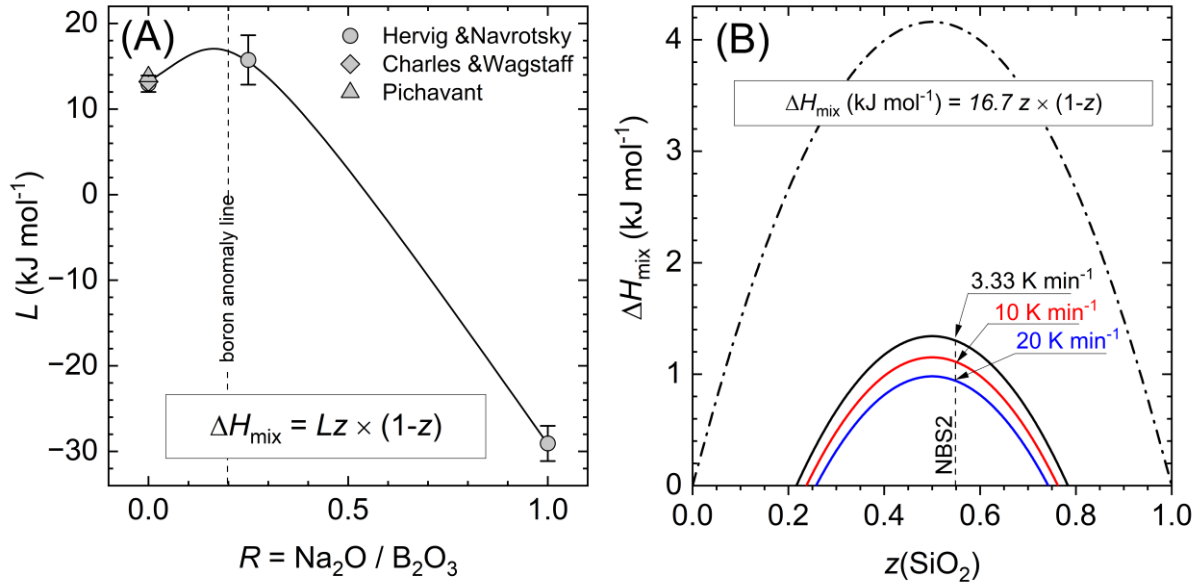 (A)
Hervig &Navrotsky
Charles &Wagstaff
Pichavant
20
10
0
−10
−20
−30
L (kJ mol⁻¹)
boron anomaly line
ΔH_mix = Lz × (1-z)
0.0
0.5
1.0
R = Na₂O / B₂O₃
(B)
ΔH_mix (kJ mol⁻¹) = 16.7 z × (1-z)
4
3
2
1
0
ΔH_mix (kJ mol⁻¹)
3.33 K min⁻¹
10 K min⁻¹
20 K min⁻¹
NBS2
0.0
0.2
0.4
0.6
0.8
1.0
z(SiO₂)